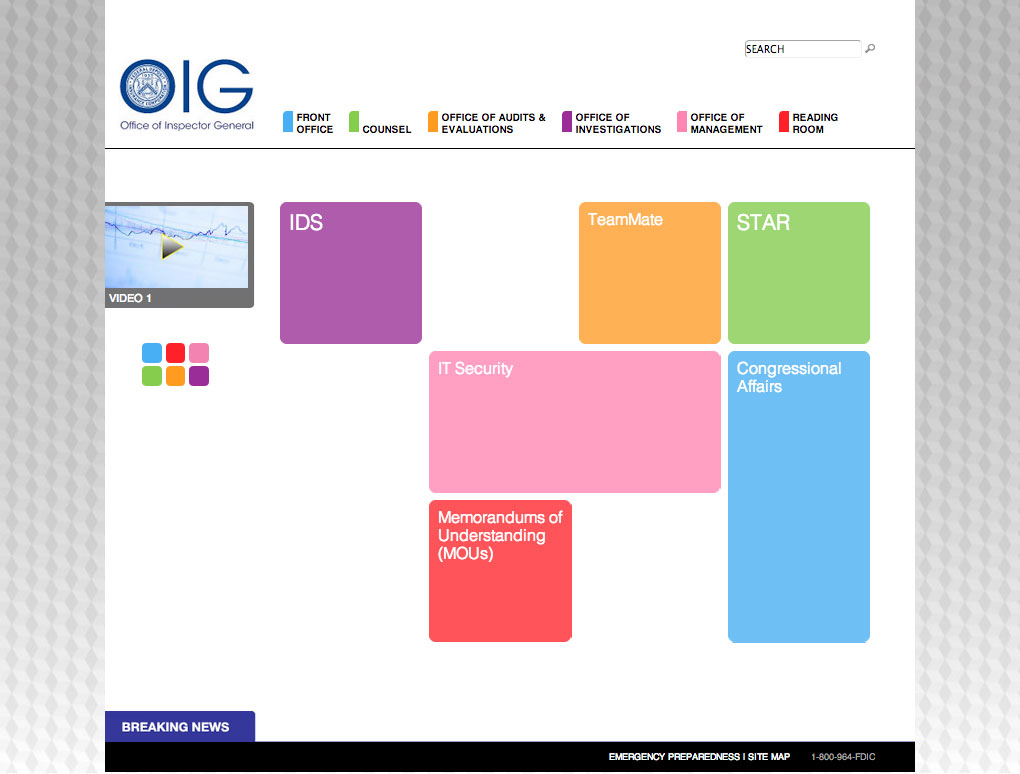 SEARCH
OIG
Office of Inspector General
FRONT
OFFICE
COUNSEL
OFFICE OF AUDITS &
EVALUATIONS
OFFICE OF
INVESTIGATIONS
OFFICE OF
MANAGEMENT
READING
ROOM
VIDEO 1
IDS
TeamMate
STAR
IT Security
Congressional
Affairs
Memorandums of
Understanding
(MOUs)
BREAKING NEWS
EMERGENCY PREPAREDNESS | SITE MAP
1-800-964-FDIC